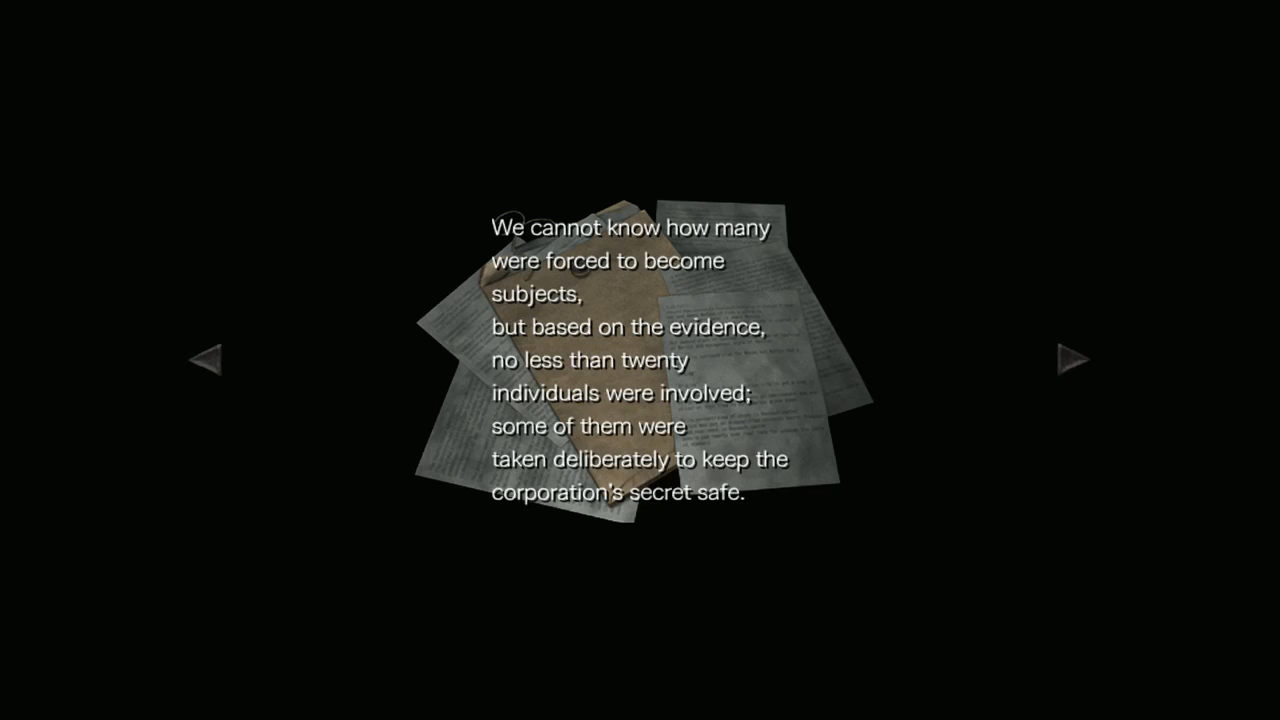 We cannot know how many
were forced to become
subjects,
but based on the evidence,
no less than twenty
individuals were involved;
some of them were
taken deliberately to keep the
corporation's secret safe.